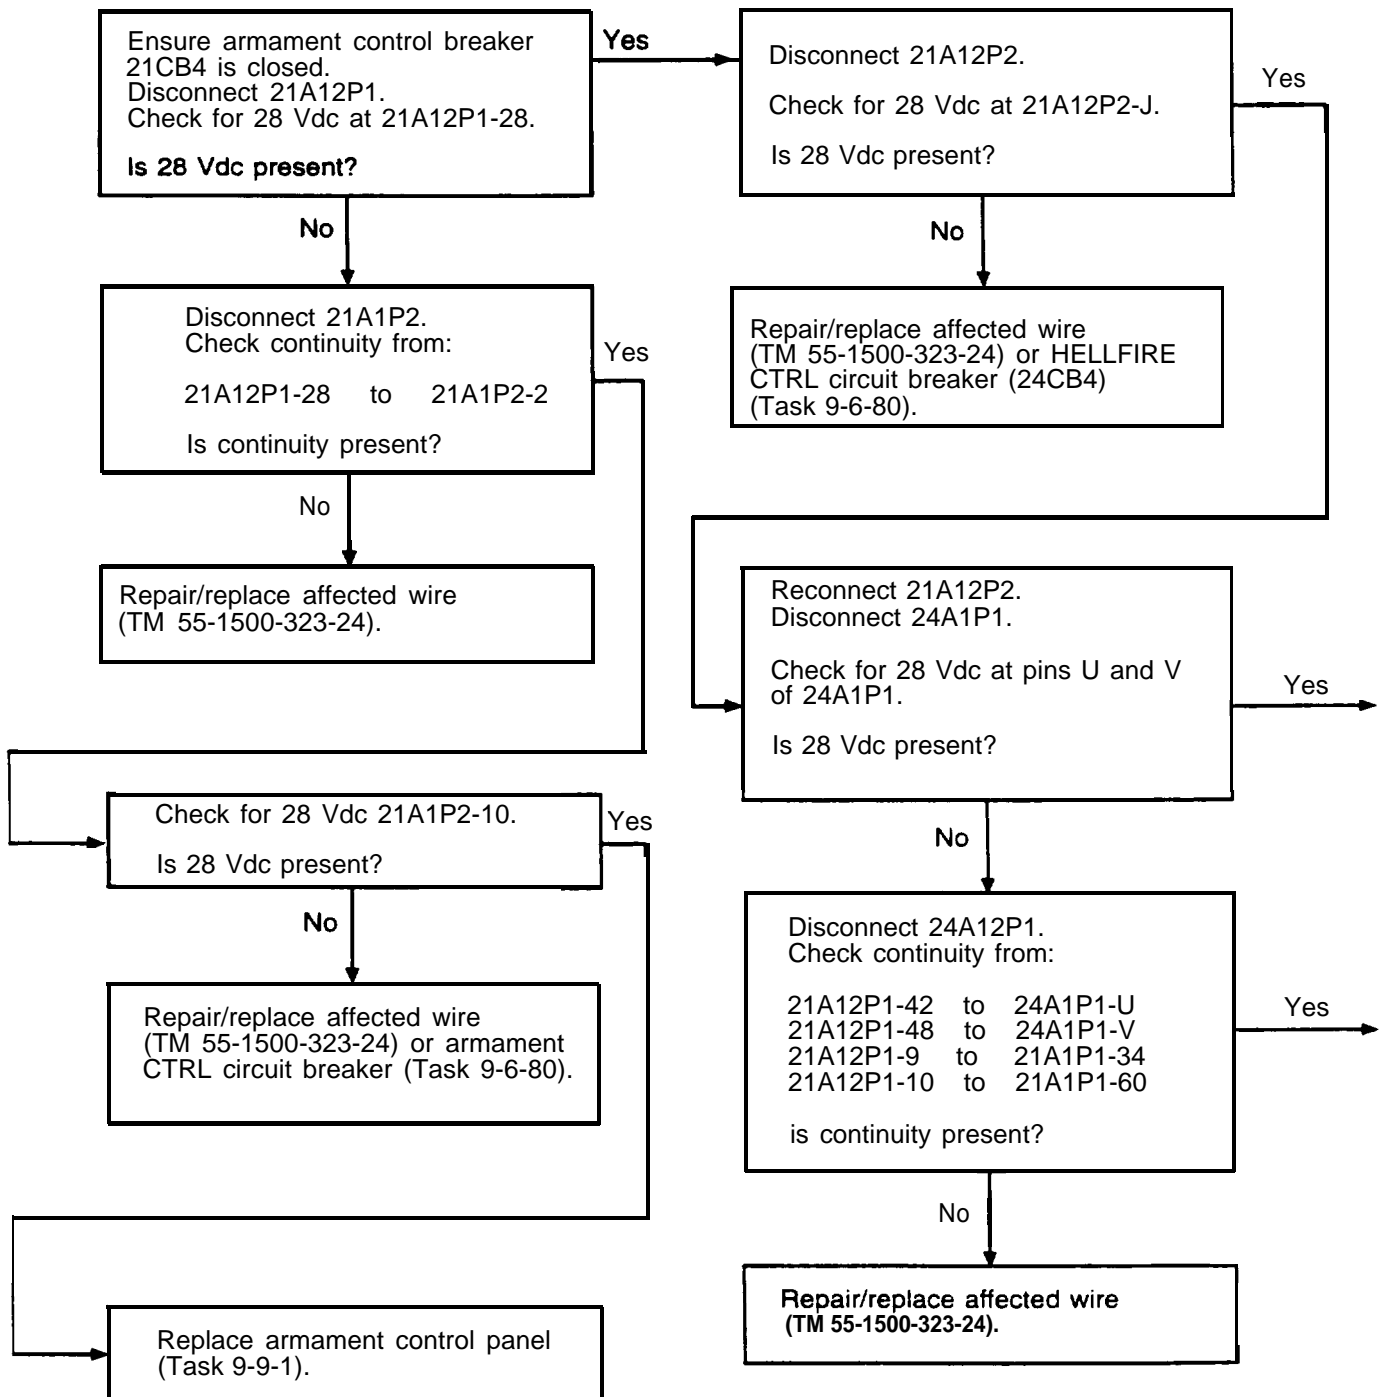 Ensure armament control breaker
21CB4 is closed.
Disconnect 21A12P1.
Check for 28 Vdc at 21A12P1-28.
Is 28 Vdc present?
Yes
No
Disconnect 21A12P2.
Check for 28 Vdc at 21A12P2-J.
Is 28 Vdc present?
Yes
No
Disconnect 21A1P2.
Check continuity from:
21A12P1-28 to 21A1P2-2
Is continuity present?
Yes
No
Repair/replace affected wire
(TM 55-1500-323-24) or HELLFIRE
CTRL circuit breaker (24CB4)
(Task 9-6-80).
Repair/replace affected wire
(TM 55-1500-323-24).
Reconnect 21A12P2.
Disconnect 24A1P1.
Check for 28 Vdc at pins U and V
of 24A1P1.
Is 28 Vdc present?
Yes
No
Check for 28 Vdc 21A1P2-10.
Is 28 Vdc present?
Yes
No
Disconnect 24A12P1.
Check continuity from:
21A12P1-42 to 24A1P1-U
21A12P1-48 to 24A1P1-V
21A12P1-9 to 21A1P1-34
21A12P1-10 to 21A1P1-60
is continuity present?
Yes
No
Repair/replace affected wire
(TM 55-1500-323-24) or armament
CTRL circuit breaker (Task 9-6-80).
Repair/replace affected wire
(TM 55-1500-323-24).
Replace armament control panel
(Task 9-9-1).